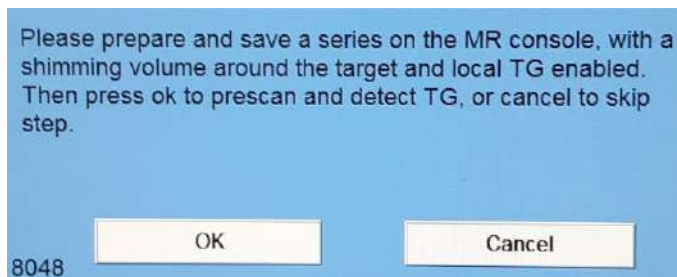 Please prepare and save a series on the MR console, with a
shimming volume around the target and local TG enabled.
Then press ok to prescan and detect TG, or cancel to skip
step.
OK
Cancel
8048